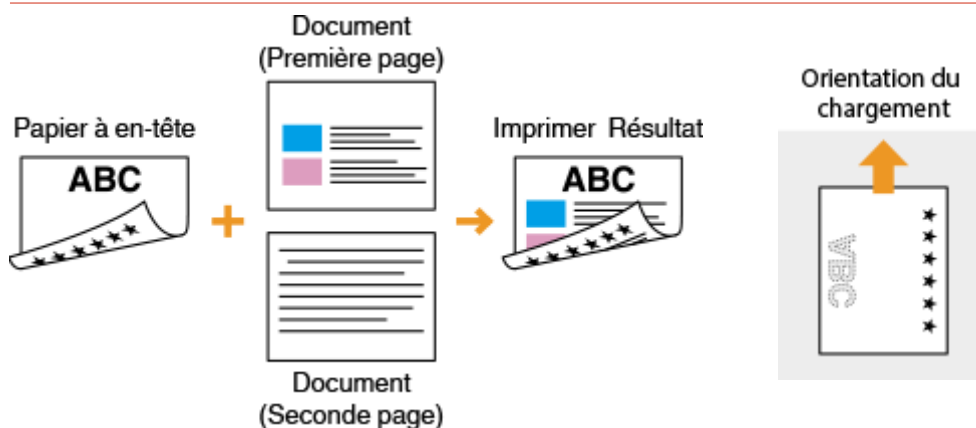 Document
(Première page)
Papier à en-tête
ABC
Imprimer Résultat
ABC
Document
(Seconde page)
Orientation du
chargement
ABC